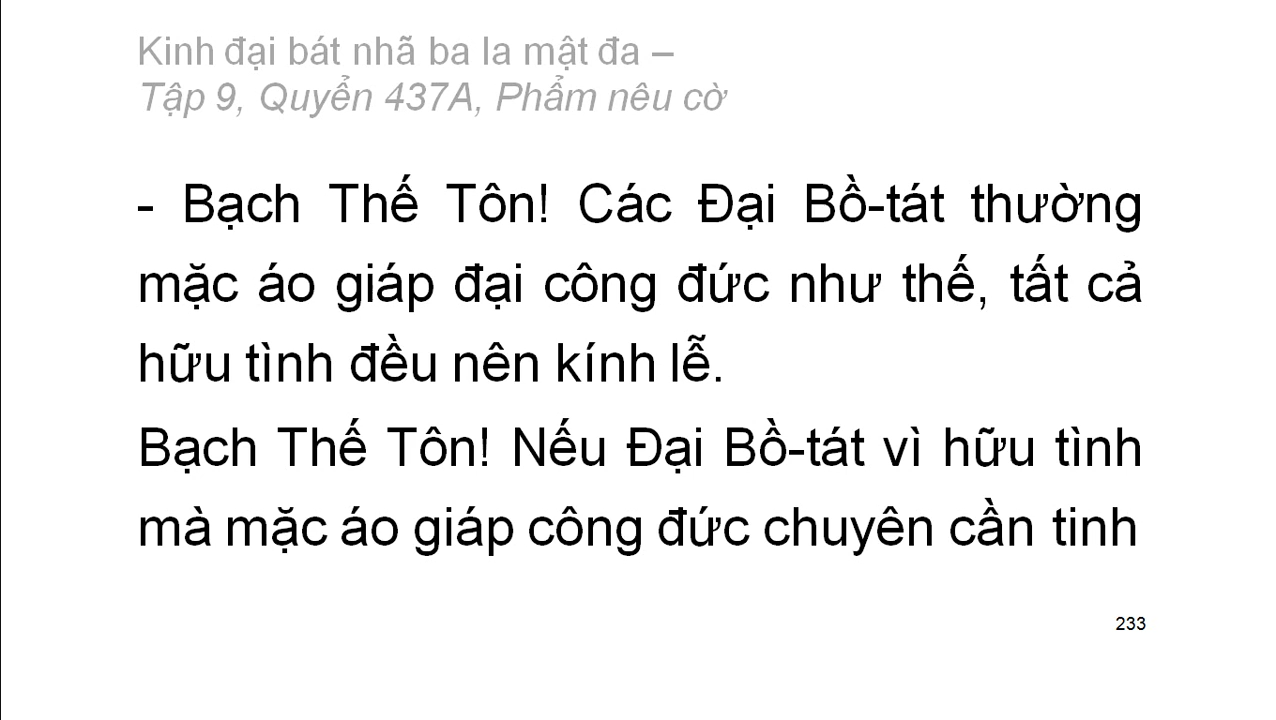 Kinh đại bát nhã ba la mật đa –
Tập 9, Quyển 437A, Phẩm nêu cờ
- Bạch Thế Tôn! Các Đại Bồ-tát thường
mặc áo giáp đại công đức như thế, tất cả
hữu tình đều nên kính lễ.
Bạch Thế Tôn! Nếu Đại Bồ-tát vì hữu tình
mà mặc áo giáp công đức chuyên cần tinh
233